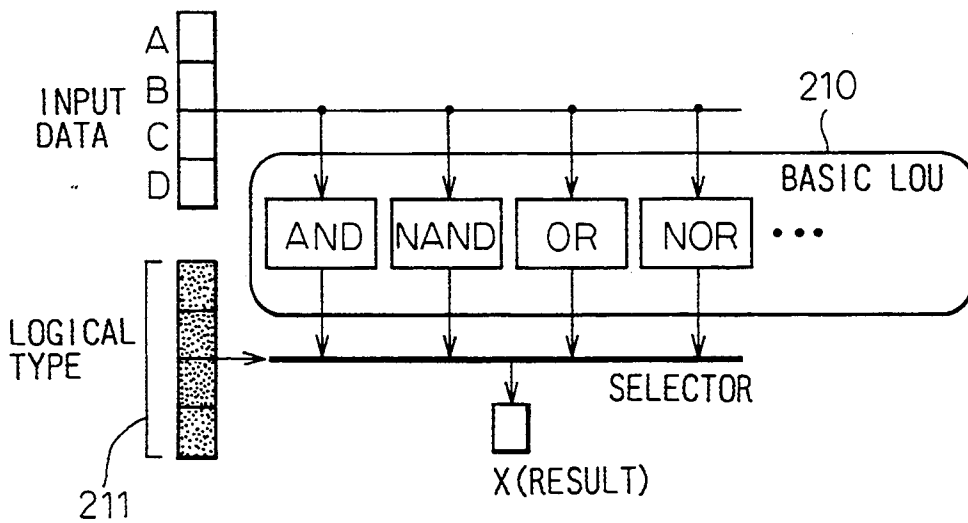 A
B
C
D
INPUT
DATA
210
BASIC LOU
AND
NAND
OR
NOR
•••
LOGICAL
TYPE
SELECTOR
X(RESULT)
211